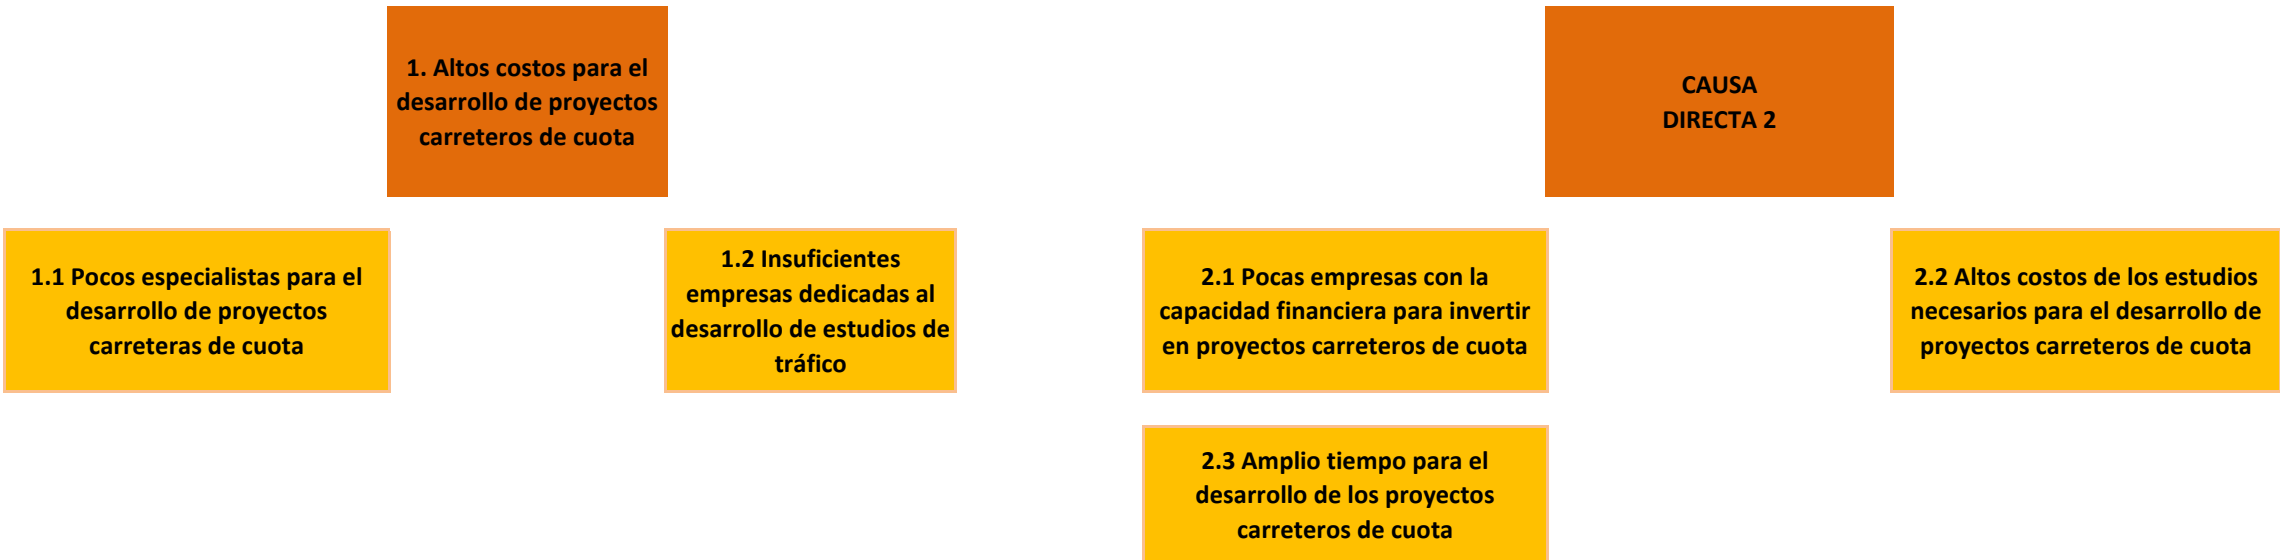 1. Altos costos para el
desarrollo de proyectos
carreteros de cuota
CAUSA
DIRECTA 2
1.1 Pocos especialistas para el
desarrollo de proyectos
carreteras de cuota
1.2 Insuficientes
empresas dedicadas al
desarrollo de estudios de
tráfico
2.1 Pocas empresas con la
capacidad financiera para invertir
en proyectos carreteros de cuota
2.2 Altos costos de los estudios
necesarios para el desarrollo de
proyectos carreteros de cuota
2.3 Amplio tiempo para el
desarrollo de los proyectos
carreteros de cuota